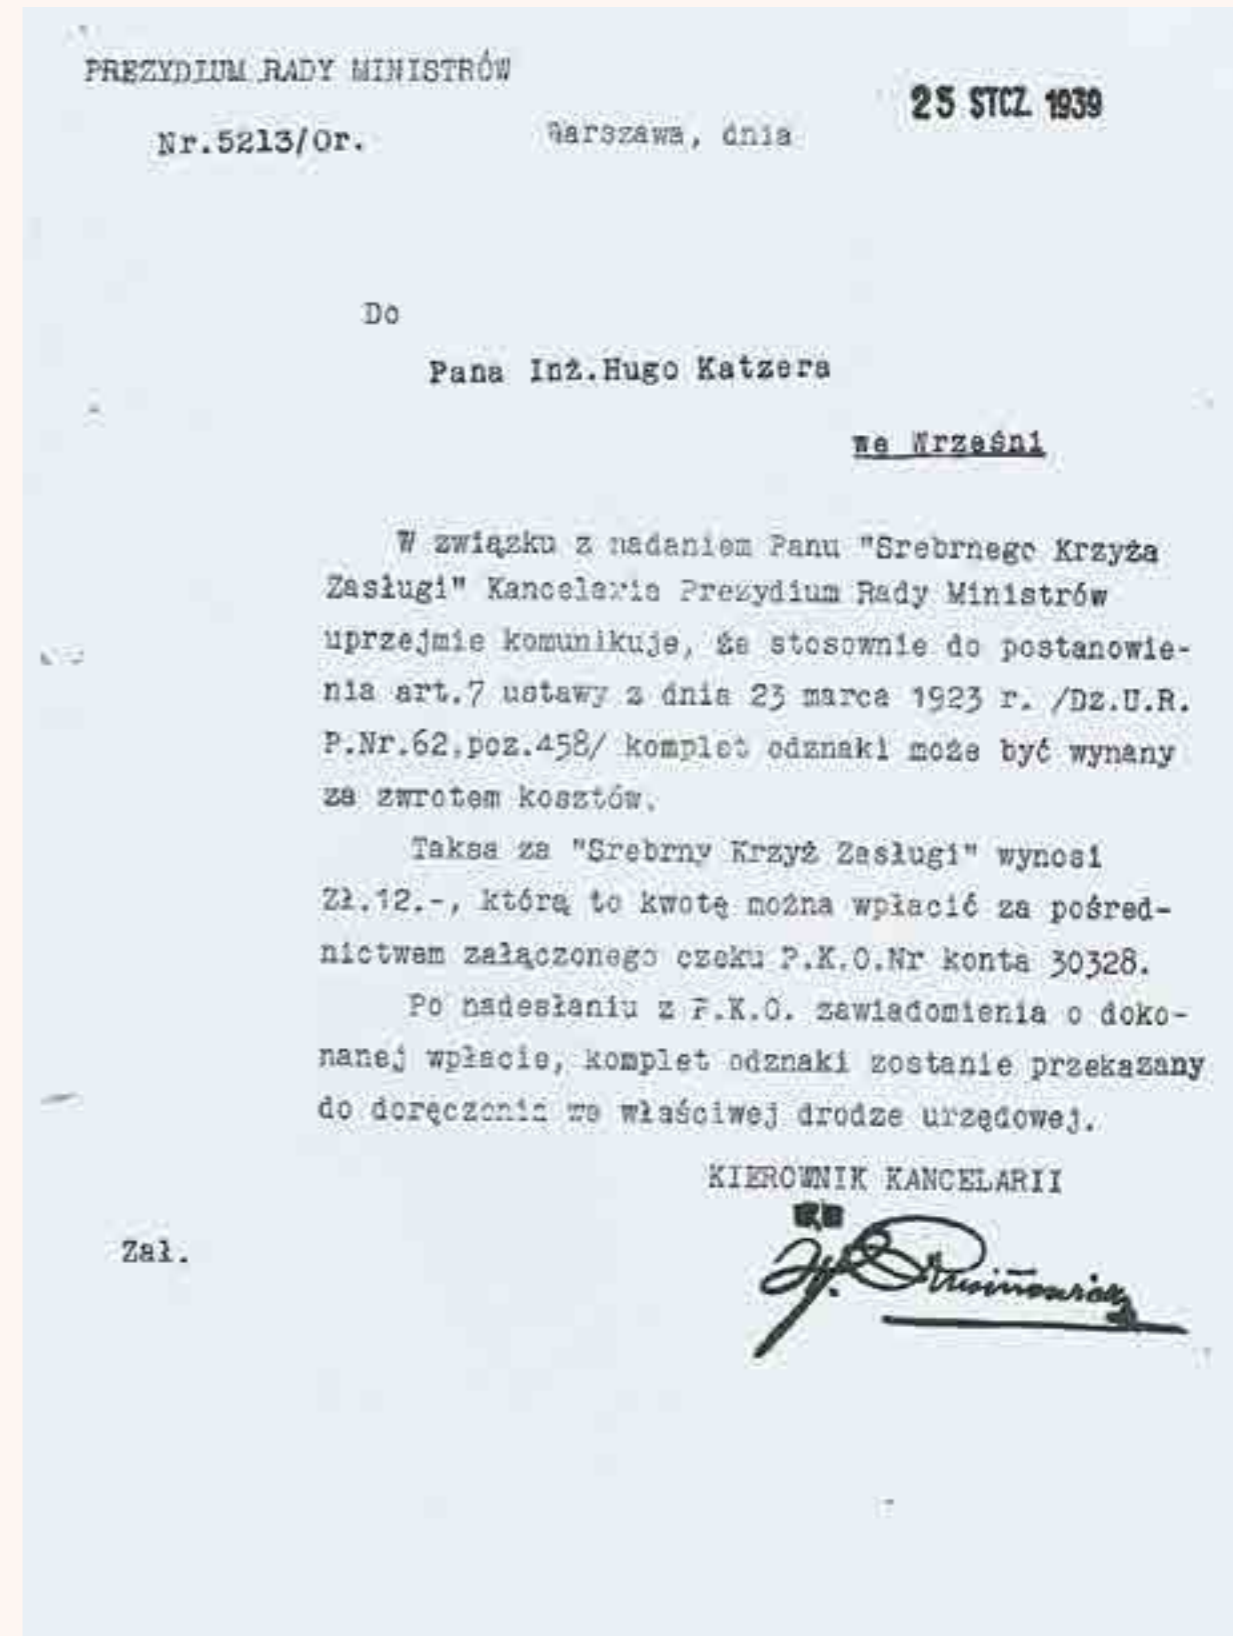 PREZYDIUM RADY MINISTRÓW
25 STCZ. 1939
Nr.5213/Or. Warszawa, dnia
Do
Pana Inż.Hugo Katzera
we Wrześni
W związku z nadaniem Panu "Srebrnego Krzyża
Zasługi" Kancelaria Prezydium Rady Ministrów
uprzejmie komunikuje, że stosownie do postanowie-
nia art.7 ustawy z dnia 23 marca 1923 r. /Dz.U.R.
P.Nr.62,poz.458/ komplet odznaki może być wynany
za zwrotem kosztów.
Taksa za "Srebrny Krzyż Zasługi" wynosi
Zł.12.-, którą to kwotę można wpłacić za pośred-
nictwem załączonego czeku P.K.O.Nr konta 30328.
Po nadesłaniu z P.K.O. zawiadomienia o doko-
nanej wpłacie, komplet odznaki zostanie przekazany
do doręczenia we właściwej drodze urzędowej.
KIEROWNIK KANCELARII
Zał.